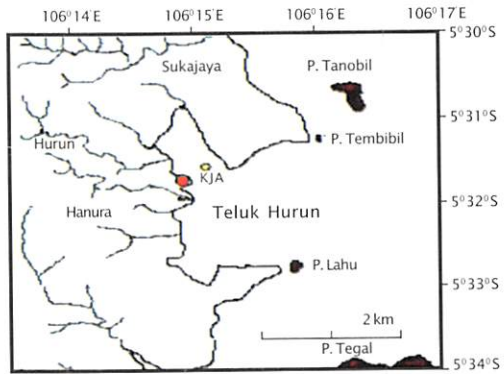 106°14'E 106°15'E 106°16'E 106°17'E
5°30'S
Sukajaya
P. Tanobil
5°31'S
P. Tembibil
Hurun
KJA
5°32'S
Hanura
Teluk Hurun
P. Lahu
5°33'S
2 km
P. Tegal
5°34'S